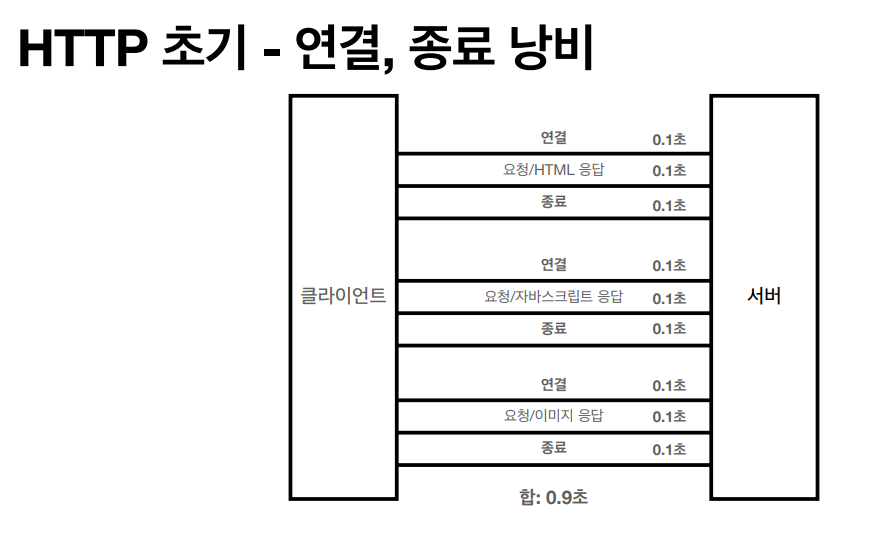 HTTP 초기 - 연결, 종료 낭비
연결 0.1초
요청/HTML 응답 0.1초
종료 0.1초
연결 0.1초
클라이언트 요청/자바스크립트 응답 0.1초 서버
종료 0.1초
연결 0.1초
요청/이미지 응답 0.1초
종료 0.1초
합: 0.9초